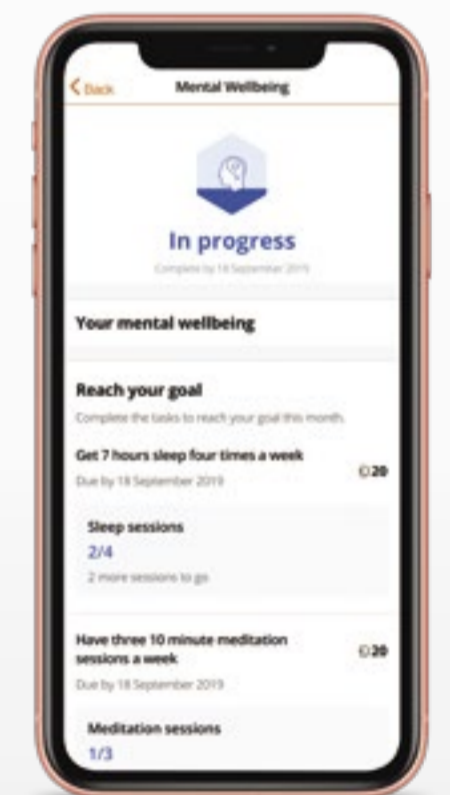 Back
Mental Wellbeing
In progress
Complete by 18 September 2019
Your mental wellbeing
Reach your goal
Complete the tasks to reach your goal this month.
Get 7 hours sleep four times a week
20
Due by 18 September 2019
Sleep sessions
2/4
2 more sessions to go
Have three 10 minute meditation
sessions a week
20
Due by 18 September 2019
Meditation sessions
1/3